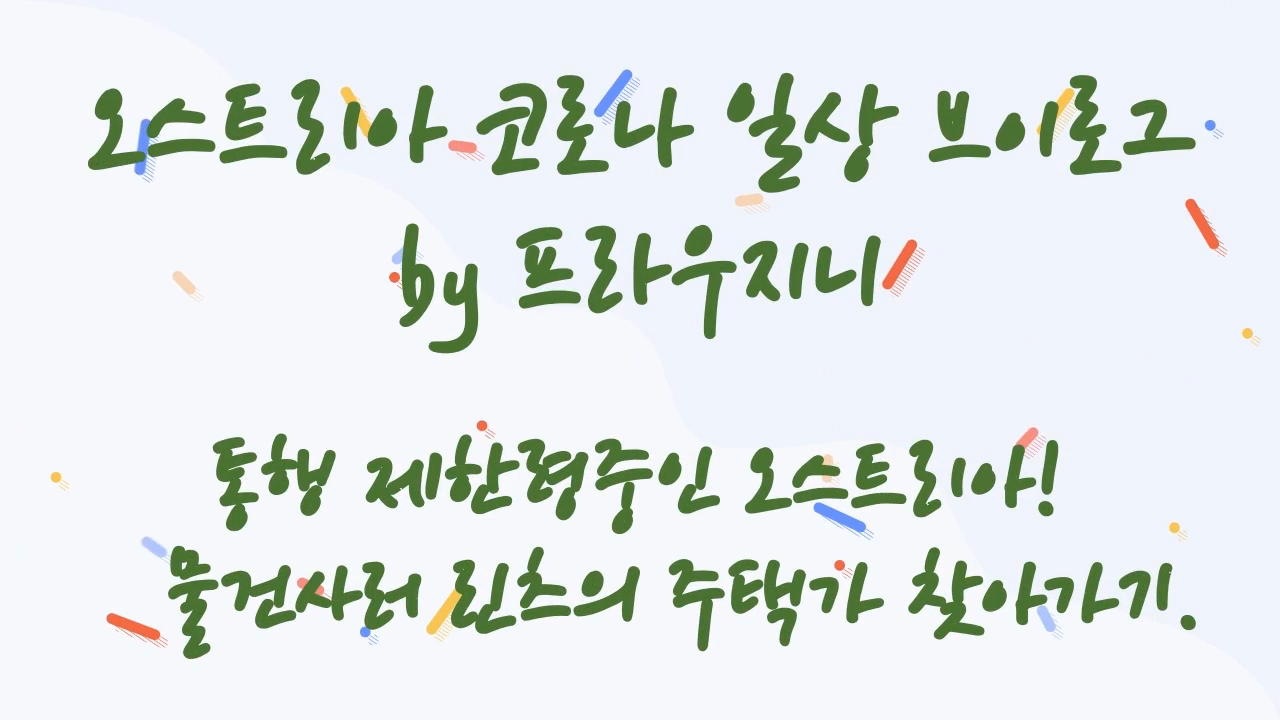 오스트리아 코로나 일상 브이로그
by 프라우지니
통행 제한령중인 오스트리아!
물건사러 린츠의 주택가 찾아가기.